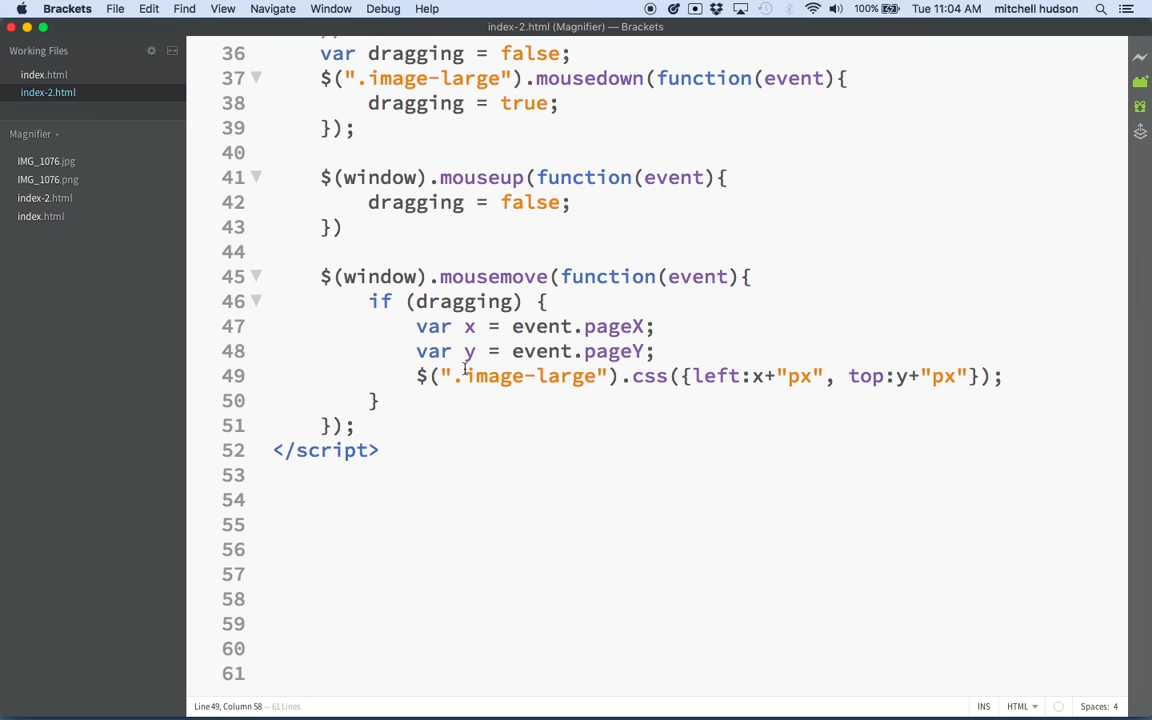 Brackets File Edit Find View Navigate Window Debug Help 100% Tue 11:04 AM mitchell hudson
index-2.html (Magnifier) — Brackets
Working Files
index.html
index-2.html
Magnifier
IMG_1076.jpg
IMG_1076.png
index-2.html
index.html
36 var dragging = false;
37 $(".image-large").mousedown(function(event){
38 dragging = true;
39 });
40
41 $(window).mouseup(function(event){
42 dragging = false;
43 })
44
45 $(window).mousemove(function(event){
46 if (dragging) {
47 var x = event.pageX;
48 var y = event.pageY;
49 $(".image-large").css({left:x+"px", top:y+"px"});
50 }
51 });
52 </script>
53
54
55
56
57
58
59
60
61
Line 49, Column 58 — 61 Lines INS HTML Spaces: 4